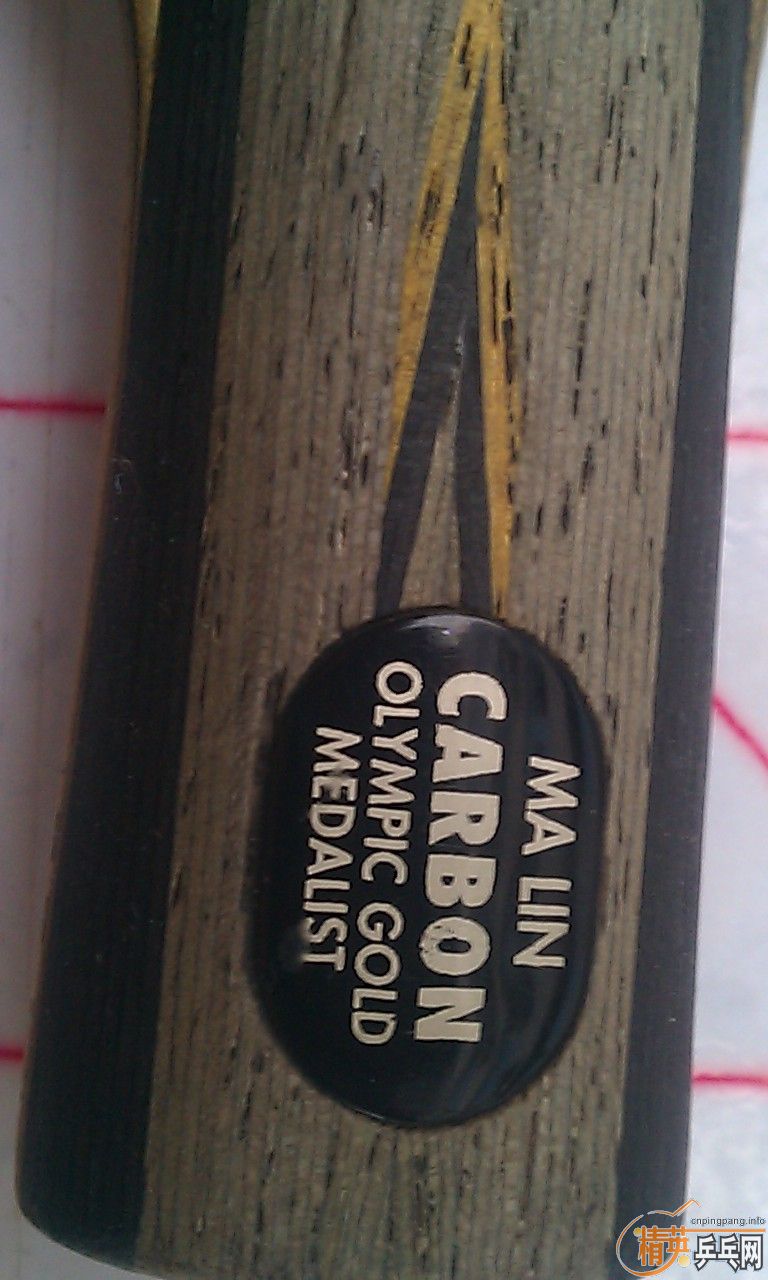 MA LIN
CARBON
OLYMPIC GOLD
MEDALIST
cnpingpang.info
精英乒乓网